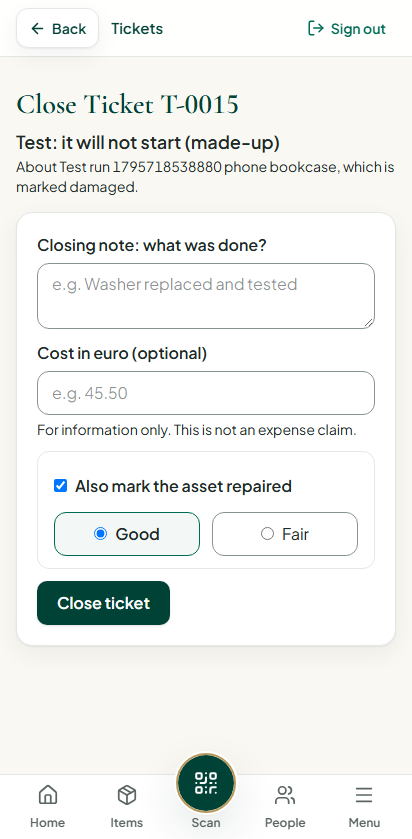 Back
Tickets
Sign out
Close Ticket T-0015
Test: it will not start (made-up)
About Test run 1795718538880 phone bookcase, which is
marked damaged.
Closing note: what was done?
e.g. Washer replaced and tested
Cost in euro (optional)
e.g. 45.50
For information only. This is not an expense claim.
Also mark the asset repaired
Good
Fair
Close ticket
Home
Items
Scan
People
Menu